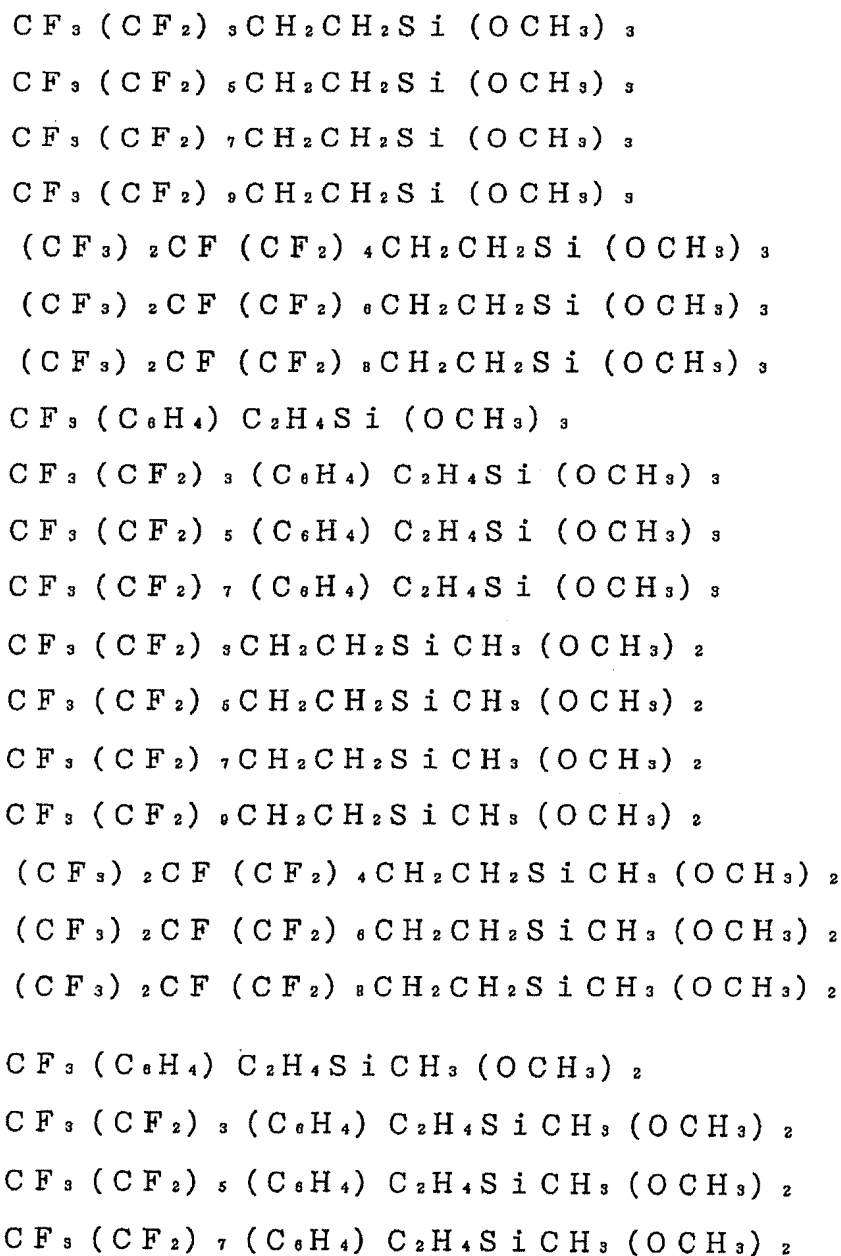 CF₃(CF₂)₃CH₂CH₂Si(OCH₃)₃
CF₃(CF₂)₅CH₂CH₂Si(OCH₃)₃
CF₃(CF₂)₇CH₂CH₂Si(OCH₃)₃
CF₃(CF₂)₉CH₂CH₂Si(OCH₃)₃
(CF₃)₂CF(CF₂)₄CH₂CH₂Si(OCH₃)₃
(CF₃)₂CF(CF₂)₆CH₂CH₂Si(OCH₃)₃
(CF₃)₂CF(CF₂)₈CH₂CH₂Si(OCH₃)₃
CF₃(C₆H₄)C₂H₄Si(OCH₃)₃
CF₃(CF₂)₃(C₆H₄)C₂H₄Si(OCH₃)₃
CF₃(CF₂)₅(C₆H₄)C₂H₄Si(OCH₃)₃
CF₃(CF₂)₇(C₆H₄)C₂H₄Si(OCH₃)₃
CF₃(CF₂)₃CH₂CH₂SiCH₃(OCH₃)₂
CF₃(CF₂)₅CH₂CH₂SiCH₃(OCH₃)₂
CF₃(CF₂)₇CH₂CH₂SiCH₃(OCH₃)₂
CF₃(CF₂)₉CH₂CH₂SiCH₃(OCH₃)₂
(CF₃)₂CF(CF₂)₄CH₂CH₂SiCH₃(OCH₃)₂
(CF₃)₂CF(CF₂)₆CH₂CH₂SiCH₃(OCH₃)₂
(CF₃)₂CF(CF₂)₈CH₂CH₂SiCH₃(OCH₃)₂
CF₃(C₆H₄)C₂H₄SiCH₃(OCH₃)₂
CF₃(CF₂)₃(C₆H₄)C₂H₄SiCH₃(OCH₃)₂
CF₃(CF₂)₅(C₆H₄)C₂H₄SiCH₃(OCH₃)₂
CF₃(CF₂)₇(C₆H₄)C₂H₄SiCH₃(OCH₃)₂